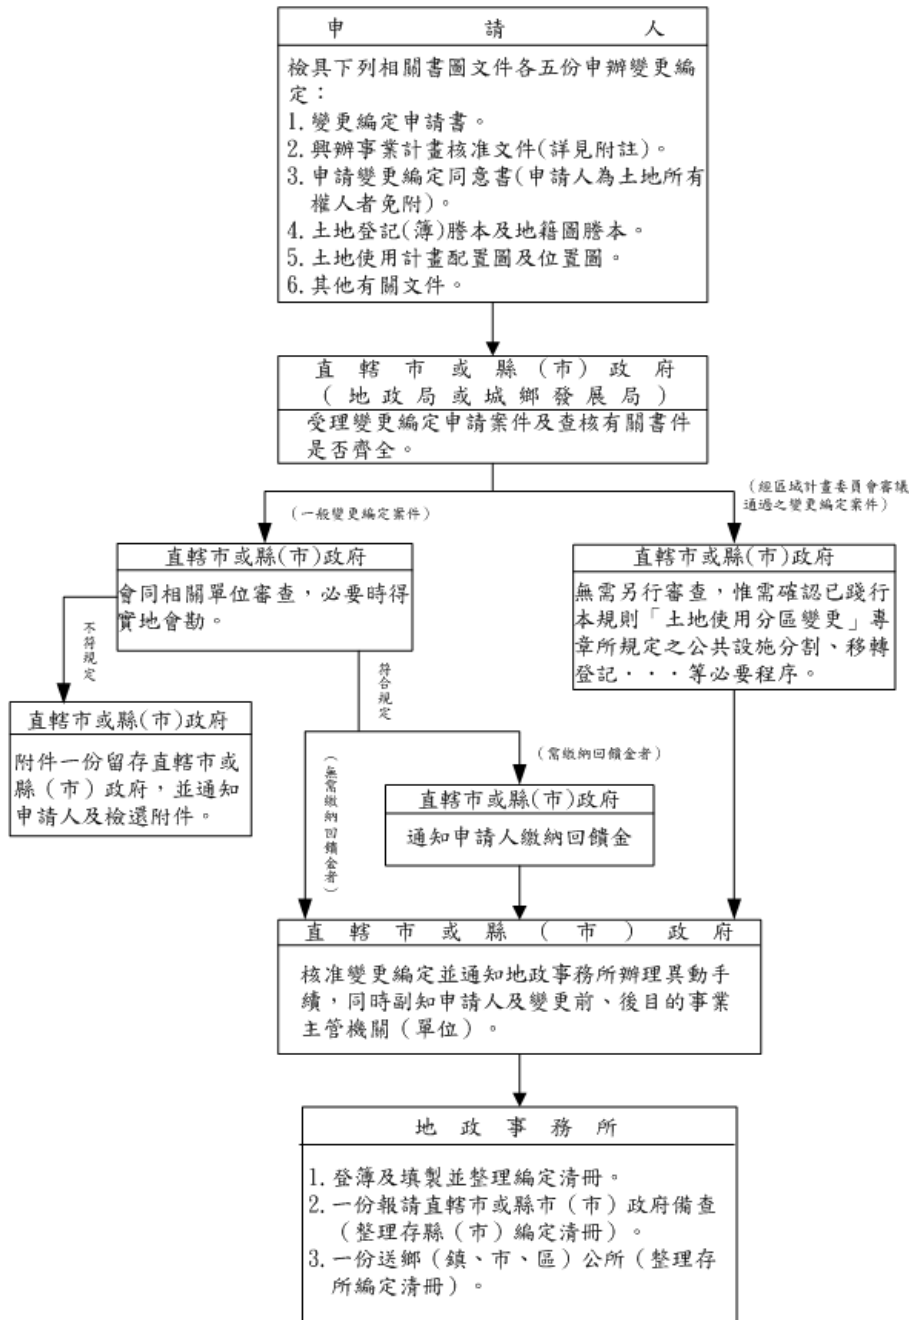 申請人
檢具下列相關書圖文件各五份申辦變更編
定：
1. 變更編定申請書。
2. 興辦事業計畫核准文件(詳見附註)。
3. 申請變更編定同意書(申請人為土地所有
權人者免附)。
4. 土地登記(簿)謄本及地籍圖謄本。
5. 土地使用計畫配置圖及位置圖。
6. 其他有關文件。
直轄市或縣(市)政府
(地政局或城鄉發展局)
受理變更編定申請案件及查核有關書件
是否齊全。
(一般變更編定案件)
(經區域計畫委員會審議
通過之變更編定案件)
直轄市或縣(市)政府
會同相關單位審查，必要時得
實地會勘。
直轄市或縣(市)政府
無需另行審查，惟需確認已踐行
本規則「土地使用分區變更」專
章所規定之公共設施分割、移轉
登記···等必要程序。
不符規定
符合規定
直轄市或縣(市)政府
附件一份留存直轄市或
縣（市）政府，並通知
申請人及檢還附件。
(無需繳納回饋金者)
(需繳納回饋金者)
直轄市或縣(市)政府
通知申請人繳納回饋金
直轄市或縣(市)政府
核准變更編定並通知地政事務所辦理異動手
續，同時副知申請人及變更前、後目的事業
主管機關（單位）。
地政事務所
1. 登簿及填製並整理編定清冊。
2. 一份報請直轄市或縣市（市）政府備查
（整理存縣（市）編定清冊）。
3. 一份送鄉（鎮、市、區）公所（整理存
所編定清冊）。